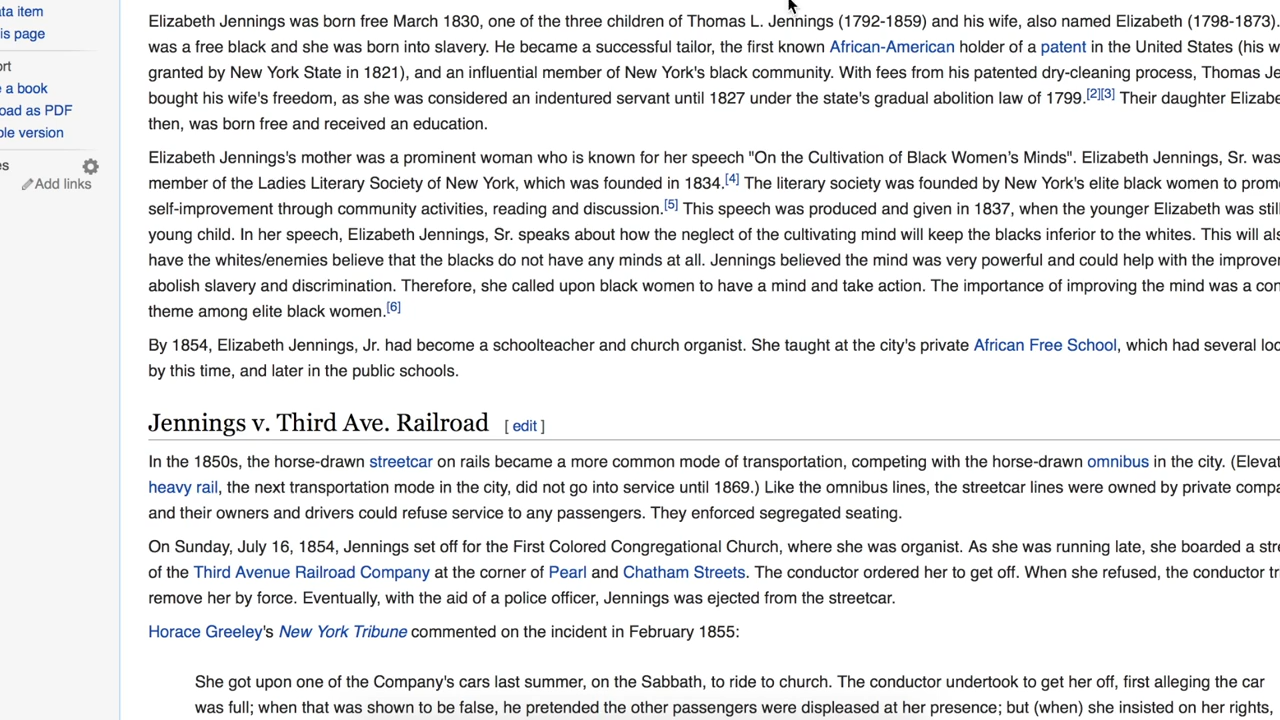 ata item
is page
ort
e a book
oad as PDF
ble version
es
Add links
Elizabeth Jennings was born free March 1830, one of the three children of Thomas L. Jennings (1792-1859) and his wife, also named Elizabeth (1798-1873).
was a free black and she was born into slavery. He became a successful tailor, the first known African-American holder of a patent in the United States (his w
granted by New York State in 1821), and an influential member of New York's black community. With fees from his patented dry-cleaning process, Thomas Je
bought his wife's freedom, as she was considered an indentured servant until 1827 under the state's gradual abolition law of 1799.[2][3] Their daughter Elizabe
then, was born free and received an education.
Elizabeth Jennings's mother was a prominent woman who is known for her speech "On the Cultivation of Black Women's Minds". Elizabeth Jennings, Sr. was
member of the Ladies Literary Society of New York, which was founded in 1834.[4] The literary society was founded by New York's elite black women to prom
self-improvement through community activities, reading and discussion.[5] This speech was produced and given in 1837, when the younger Elizabeth was still
young child. In her speech, Elizabeth Jennings, Sr. speaks about how the neglect of the cultivating mind will keep the blacks inferior to the whites. This will als
have the whites/enemies believe that the blacks do not have any minds at all. Jennings believed the mind was very powerful and could help with the improver
abolish slavery and discrimination. Therefore, she called upon black women to have a mind and take action. The importance of improving the mind was a con
theme among elite black women.[6]
By 1854, Elizabeth Jennings, Jr. had become a schoolteacher and church organist. She taught at the city's private African Free School, which had several loc
by this time, and later in the public schools.
Jennings v. Third Ave. Railroad [ edit ]
In the 1850s, the horse-drawn streetcar on rails became a more common mode of transportation, competing with the horse-drawn omnibus in the city. (Elevat
heavy rail, the next transportation mode in the city, did not go into service until 1869.) Like the omnibus lines, the streetcar lines were owned by private compa
and their owners and drivers could refuse service to any passengers. They enforced segregated seating.
On Sunday, July 16, 1854, Jennings set off for the First Colored Congregational Church, where she was organist. As she was running late, she boarded a stre
of the Third Avenue Railroad Company at the corner of Pearl and Chatham Streets. The conductor ordered her to get off. When she refused, the conductor tr
remove her by force. Eventually, with the aid of a police officer, Jennings was ejected from the streetcar.
Horace Greeley's New York Tribune commented on the incident in February 1855:
She got upon one of the Company's cars last summer, on the Sabbath, to ride to church. The conductor undertook to get her off, first alleging the car
was full; when that was shown to be false, he pretended the other passengers were displeased at her presence; but (when) she insisted on her rights,